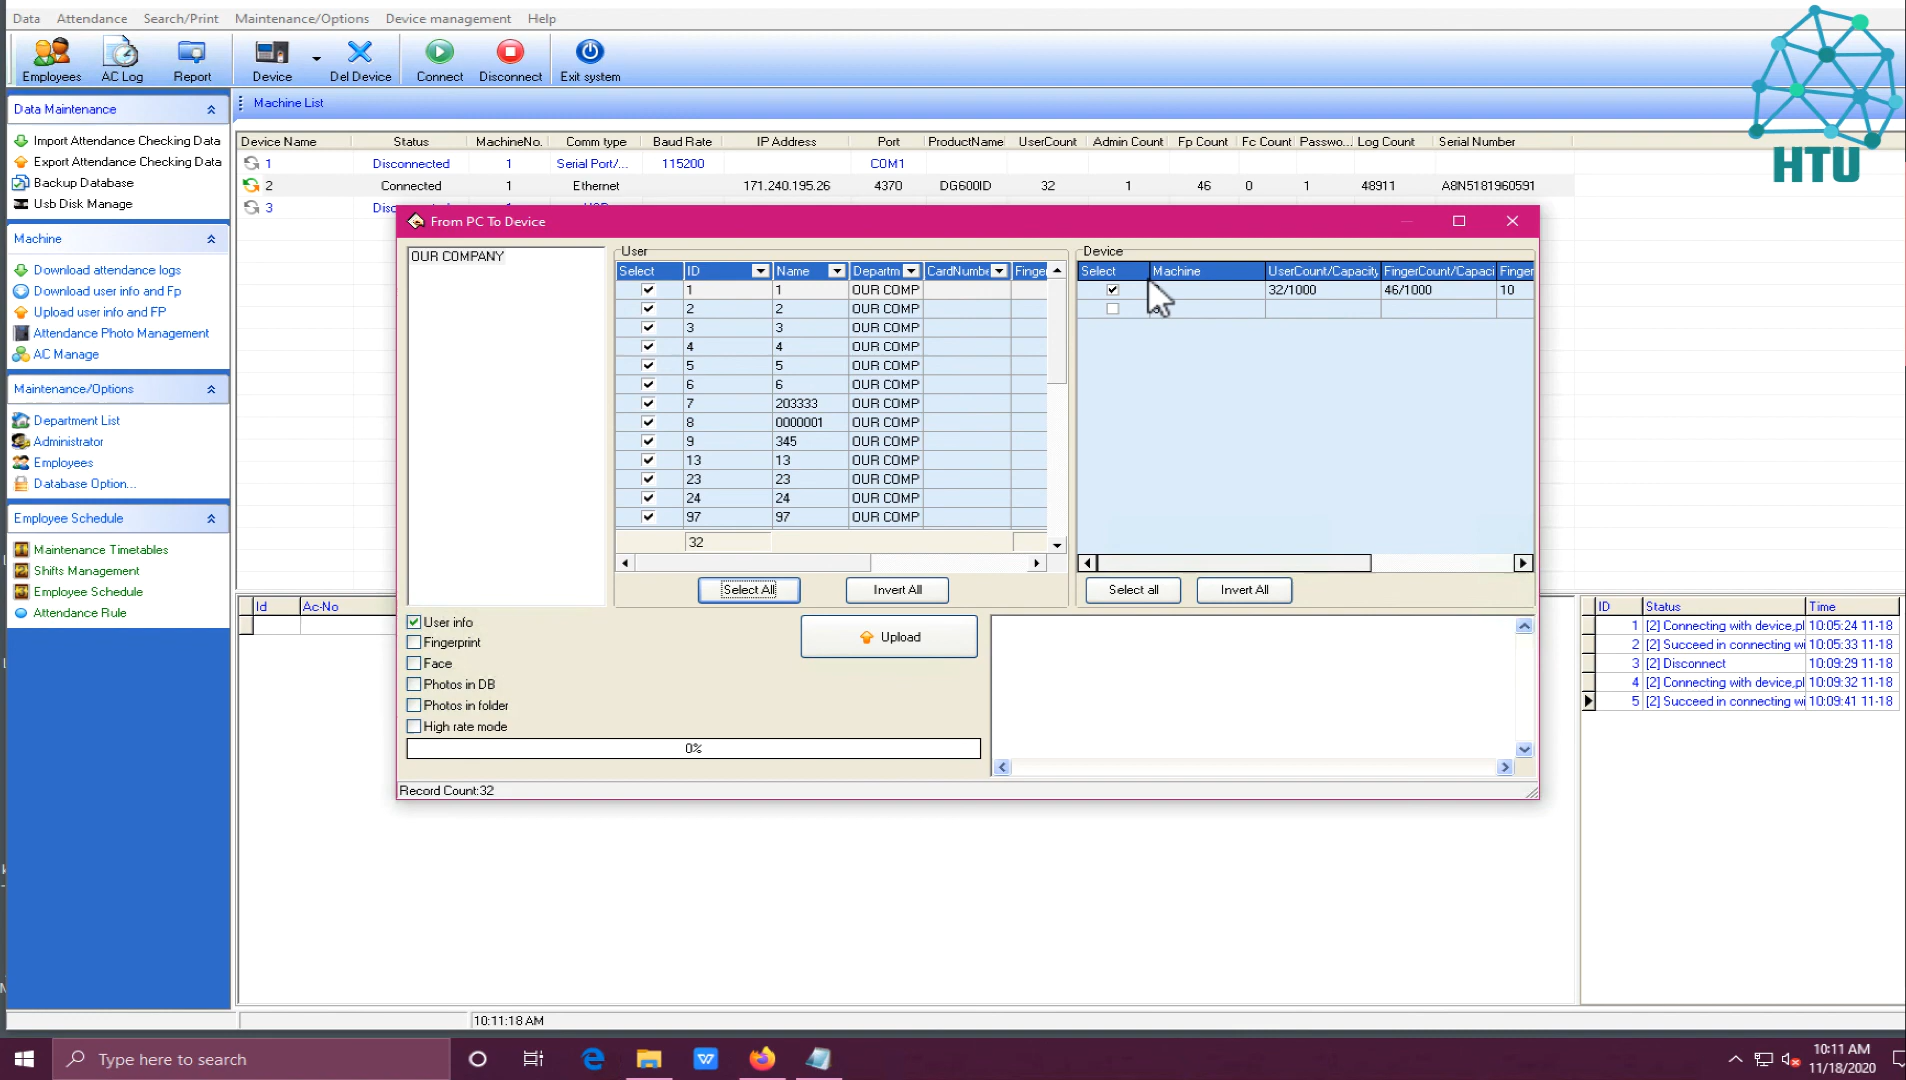 Data Attendance Search/Print Maintenance/Options Device management Help
Employees AC Log Report Device Del Device Connect Disconnect Exit system
HTU
Data Maintenance
Import Attendance Checking Data
Export Attendance Checking Data
Backup Database
Usb Disk Manage
Machine
Download attendance logs
Download user info and Fp
Upload user info and FP
Attendance Photo Management
AC Manage
Maintenance/Options
Department List
Administrator
Employees
Database Option...
Employee Schedule
Maintenance Timetables
Shifts Management
Employee Schedule
Attendance Rule
Machine List
Device Name Status MachineNo. Comm type Baud Rate IP Address Port ProductName UserCount Admin Count Fp Count Fc Count Passwo... Log Count Serial Number
1 Disconnected 1 Serial Port/... 115200 COM1
2 Connected 1 Ethernet 171.240.195.26 4370 DG600ID 32 1 46 0 1 48911 A8N5181960591
3
From PC To Device
OUR COMPANY
User
Select ID Name Departm CardNumbe Finger
1 1 OUR COMP
2 2 OUR COMP
3 3 OUR COMP
4 4 OUR COMP
5 5 OUR COMP
6 6 OUR COMP
7 203333 OUR COMP
8 0000001 OUR COMP
9 345 OUR COMP
13 13 OUR COMP
23 23 OUR COMP
24 24 OUR COMP
97 97 OUR COMP
32
Select All Invert All
Device
Select Machine UserCount/Capacity FingerCount/Capaci Finger
32/1000 46/1000 10
Select all Invert All
User info
Fingerprint
Face
Photos in DB
Photos in folder
High rate mode
Upload
0%
Record Count:32
Id Ac-No
ID Status Time
1 [2] Connecting with device,pl 10:05:24 11-18
2 [2] Succeed in connecting wi 10:05:33 11-18
3 [2] Disconnect 10:09:29 11-18
4 [2] Connecting with device,pl 10:09:32 11-18
5 [2] Succeed in connecting wi 10:09:41 11-18
10:11:18 AM
Type here to search
10:11 AM
11/18/2020